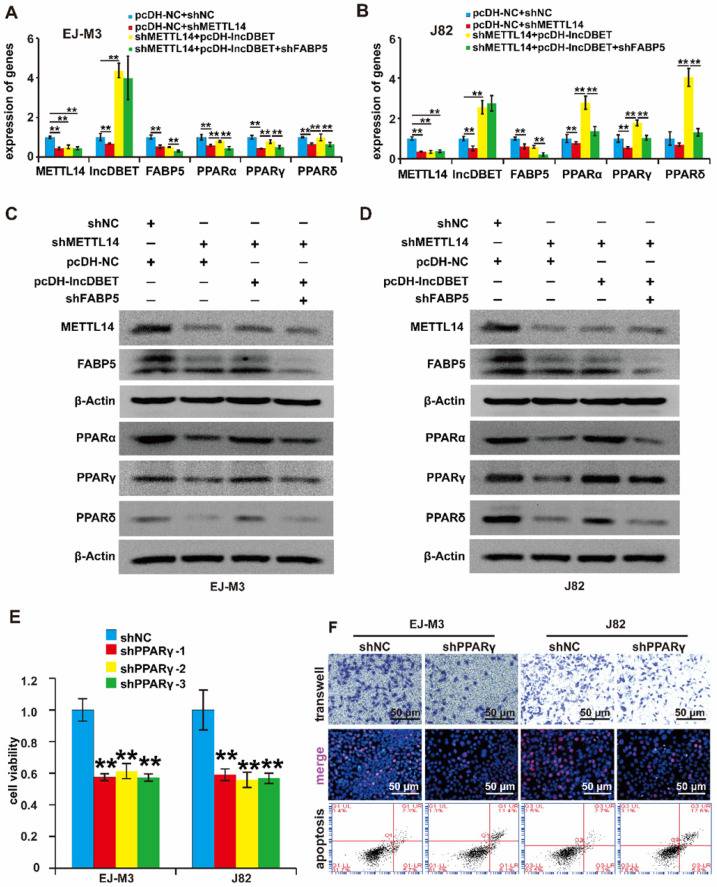 A
EJ-M3
pcDH-NC+shNC
pcDH-NC+shMETTL14
shMETTL14+pcDH-lncDBET
shMETTL14+pcDH-lncDBET+shFABP5
expression of genes
6
4
2
0
** ** ** ** ** ** ** ** ** ** ** ** ** ** ** ** **
METTL14 lncDBET FABP5 PPARα PPARγ PPARδ
B
J82
pcDH-NC+shNC
pcDH-NC+shMETTL14
shMETTL14+pcDH-lncDBET
shMETTL14+pcDH-lncDBET+shFABP5
expression of genes
6
4
2
0
METTL14 lncDBET FABP5 PPARα PPARγ PPARδ
C
shNC + – – –
shMETTL14 – + + +
pcDH-NC + + – –
pcDH-lncDBET – – + +
shFABP5 – – – +
METTL14
FABP5
β-Actin
PPARα
PPARγ
PPARδ
β-Actin
EJ-M3
D
shNC + – – –
shMETTL14 – + + +
pcDH-NC + + – –
pcDH-lncDBET – – + +
shFABP5 – – – +
METTL14
FABP5
β-Actin
PPARα
PPARγ
PPARδ
β-Actin
J82
E
shNC
shPPARγ-1
shPPARγ-2
shPPARγ-3
cell viability
1.2
1.0
0.8
0.6
0.4
0.2
0
** ** ** ** ** **
EJ-M3 J82
F
EJ-M3 J82
shNC shPPARγ shNC shPPARγ
transwell
50 μm 50 μm 50 μm 50 μm
merge
50 μm 50 μm 50 μm 50 μm
apoptosis